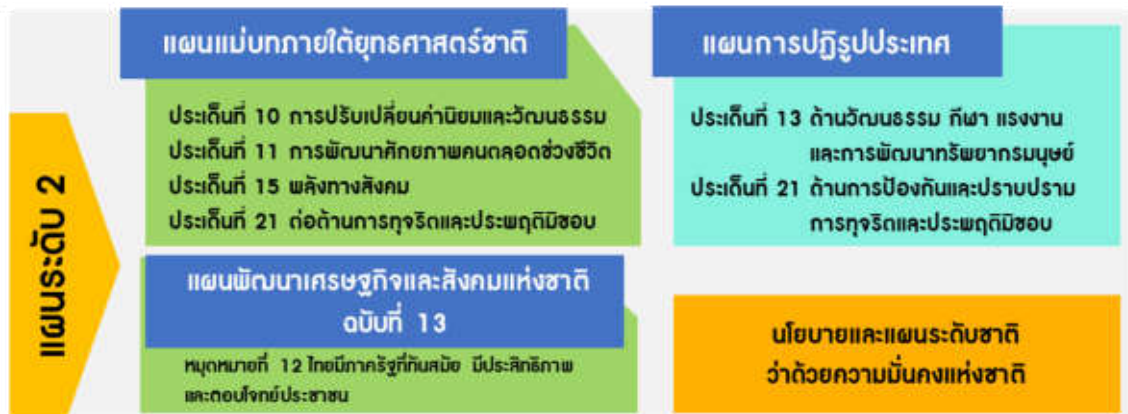 แผนระดับ 2
แผนแม่บทภายใต้ยุทธศาสตร์ชาติ
ประเด็นที่ 10 การปรับเปลี่ยนค่านิยมและวัฒนธรรม
ประเด็นที่ 11 การพัฒนาศักยภาพคนตลอดช่วงชีวิต
ประเด็นที่ 15 พลังทางสังคม
ประเด็นที่ 21 ต่อต้านการทุจริตและประพฤติมิชอบ
แผนการปฏิรูปประเทศ
ประเด็นที่ 13 ด้านวัฒนธรรม กีฬา แรงงาน
และการพัฒนาทรัพยากรมนุษย์
ประเด็นที่ 21 ด้านการป้องกันและปราบปราม
การทุจริตและประพฤติมิชอบ
แผนพัฒนาเศรษฐกิจและสังคมแห่งชาติ
ฉบับที่ 13
หมุดหมายที่ 12 ไทยมีภาครัฐที่ทันสมัย มีประสิทธิภาพ
และตอบโจทย์ประชาชน
นโยบายและแผนระดับชาติ
ว่าด้วยความมั่นคงแห่งชาติ